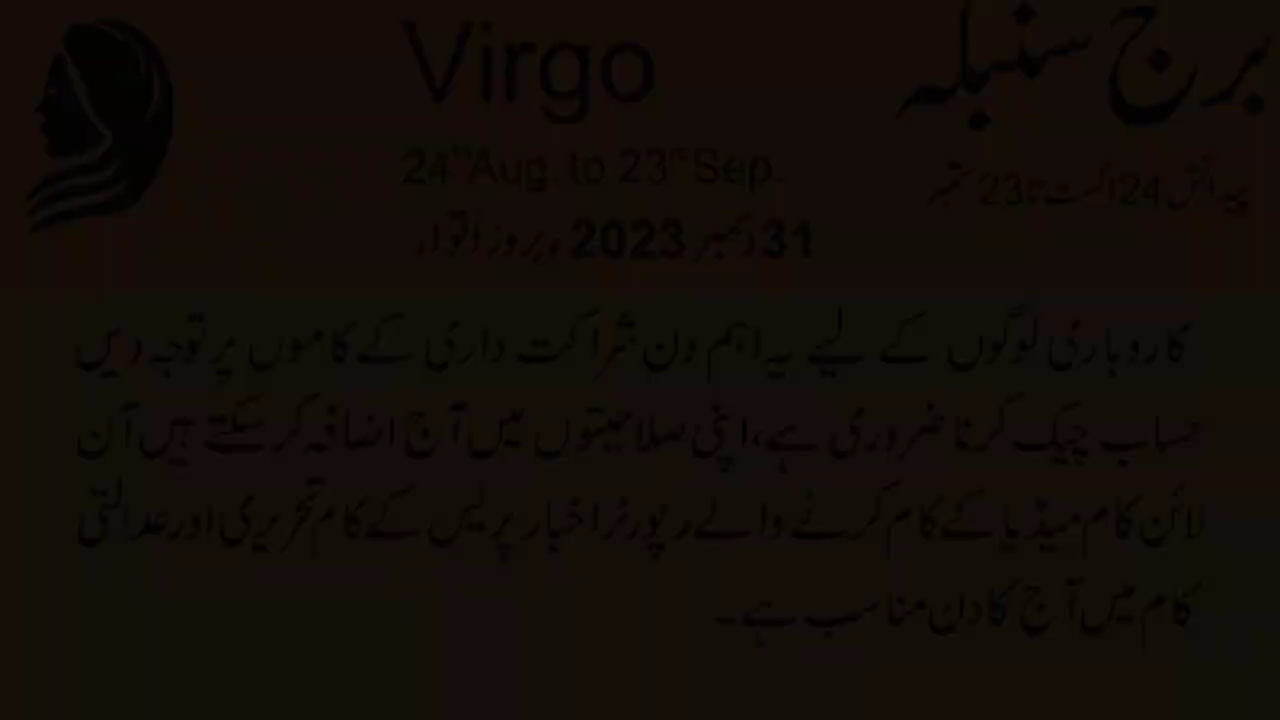 Virgo
برج سنبلہ
24th Aug. to 23rd Sep.
پیدائش 24 اگست تا 23 ستمبر
31 دسمبر 2023، بروز اتوار
کاروباری لوگوں کے لیے یہ اہم دن شراکت داری کے کاموں پر توجہ دیں
حساب چیک کرنا ضروری ہے، اپنی صلاحیتوں میں آج اضافہ کر سکتے ہیں آن
لائن کام میڈیا کے کام کرنے والے رپورٹر اخبار پریس کے کام تحریری اور عدالتی
کام میں آج کا دن مناسب ہے۔